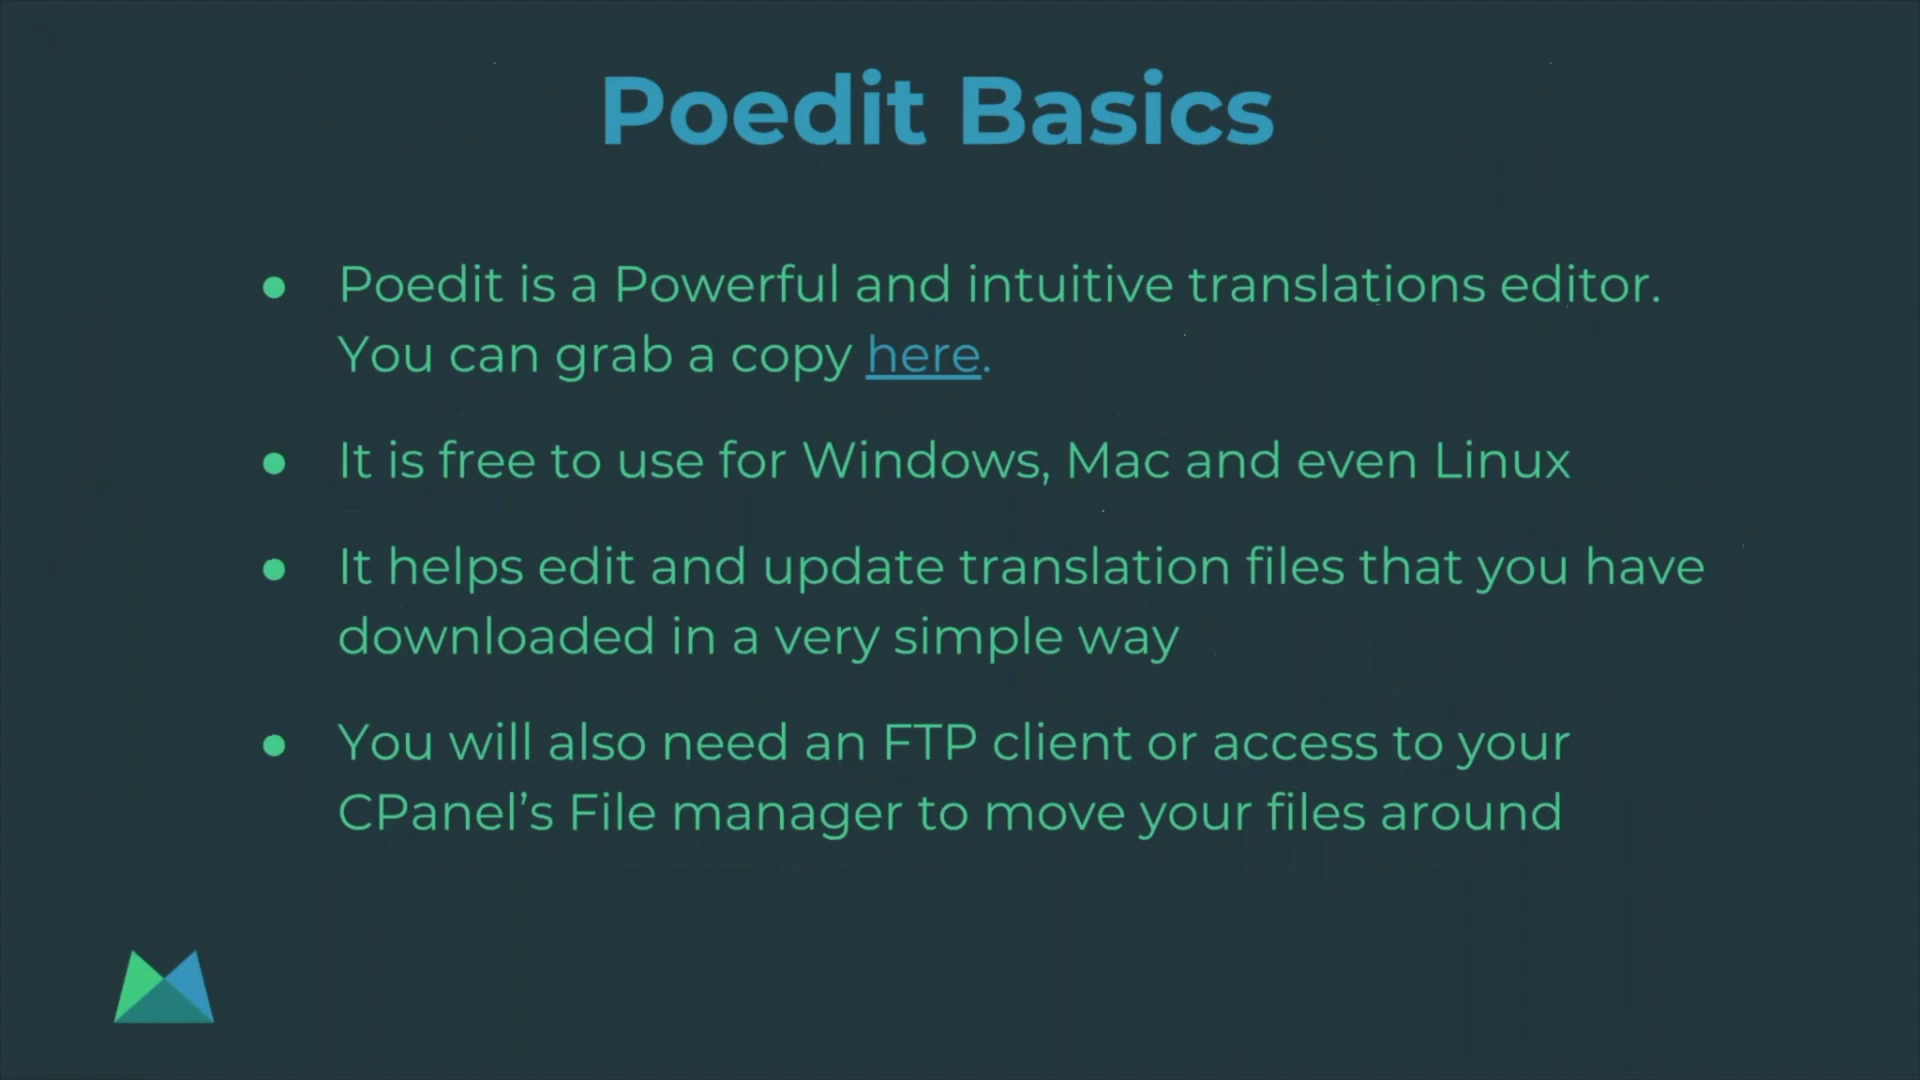 Poedit Basics
● Poedit is a Powerful and intuitive translations editor.
You can grab a copy here.
● It is free to use for Windows, Mac and even Linux
● It helps edit and update translation files that you have
downloaded in a very simple way
● You will also need an FTP client or access to your
CPanel’s File manager to move your files around